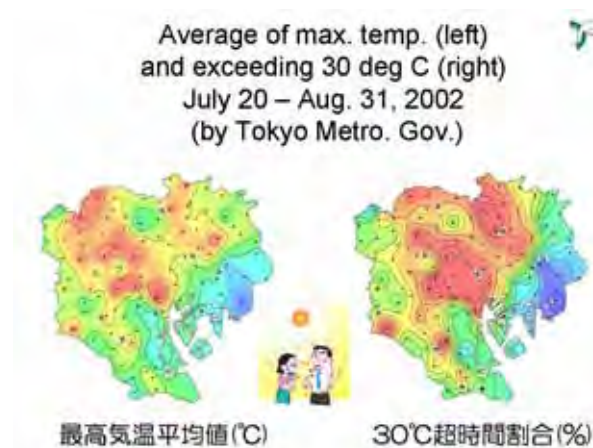 Average of max. temp. (left)
and exceeding 30 deg C (right)
July 20 – Aug. 31, 2002
(by Tokyo Metro. Gov.)
最高気温平均値(℃)
30℃超時間割合(%)